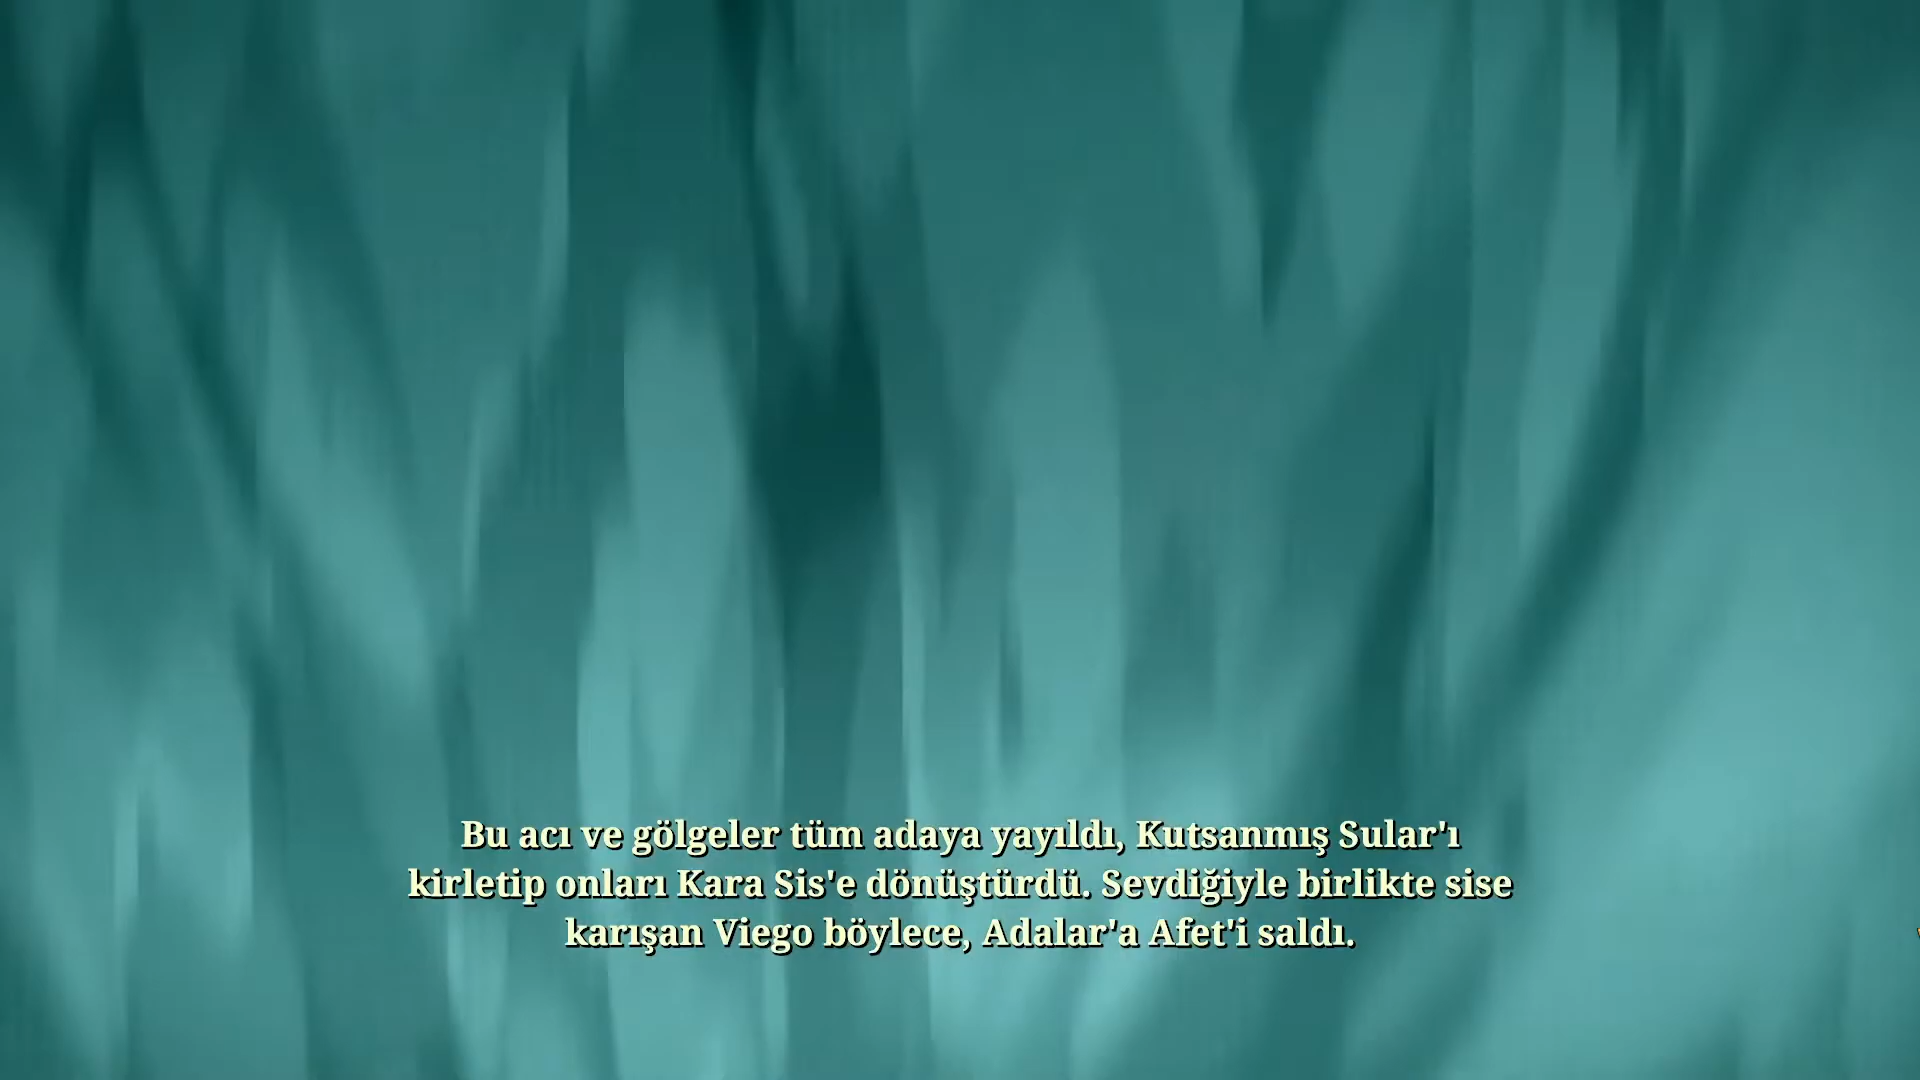 Bu acı ve gölgeler tüm adaya yayıldı, Kutsanmış Sular'ı
kirletip onları Kara Sis'e dönüştürdü. Sevdiğiyle birlikte sise
karışan Viego böylece, Adalar'a Afet'i saldı.